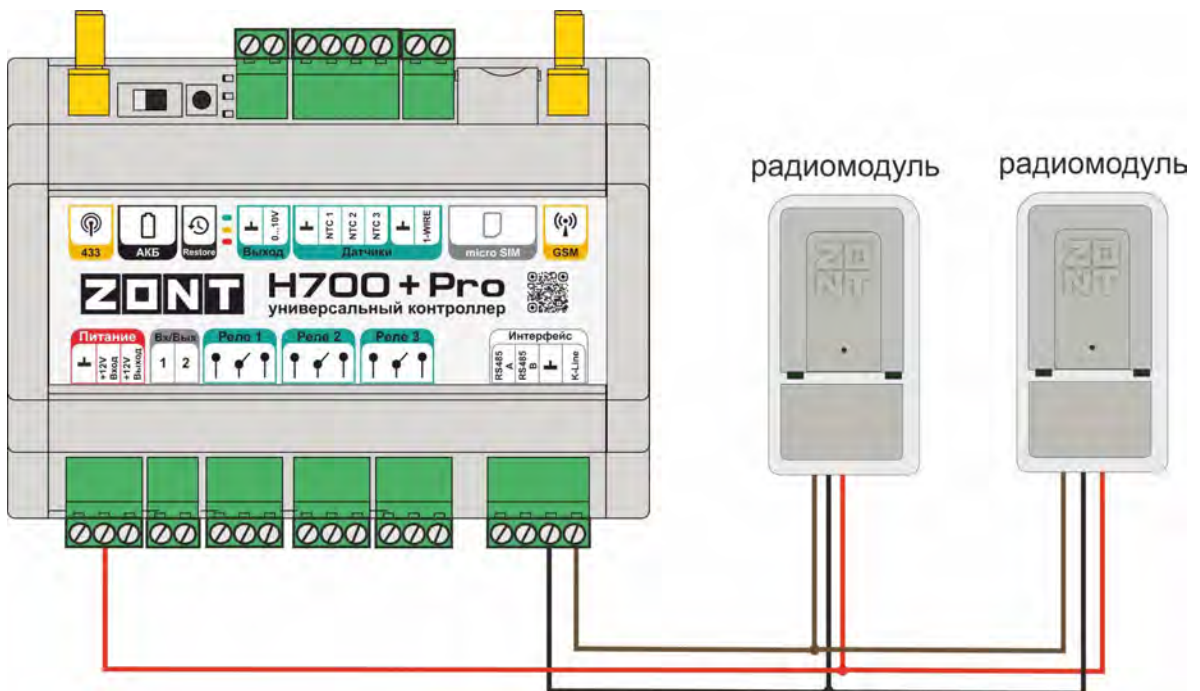 радиомодуль
радиомодуль
433
АКБ
Restore
0...10V
Выход
NTC 1
NTC 2
NTC 3
Датчики
1-WIRE
micro SIM
GSM
ZONT
H700+Pro
универсальный контроллер
Питание
+12V
Вход
+12V
Выход
Вх/Вых
1
2
Реле 1
Реле 2
Реле 3
Интерфейс
RS485
A
RS485
B
K-Line
ZONT
ZONT